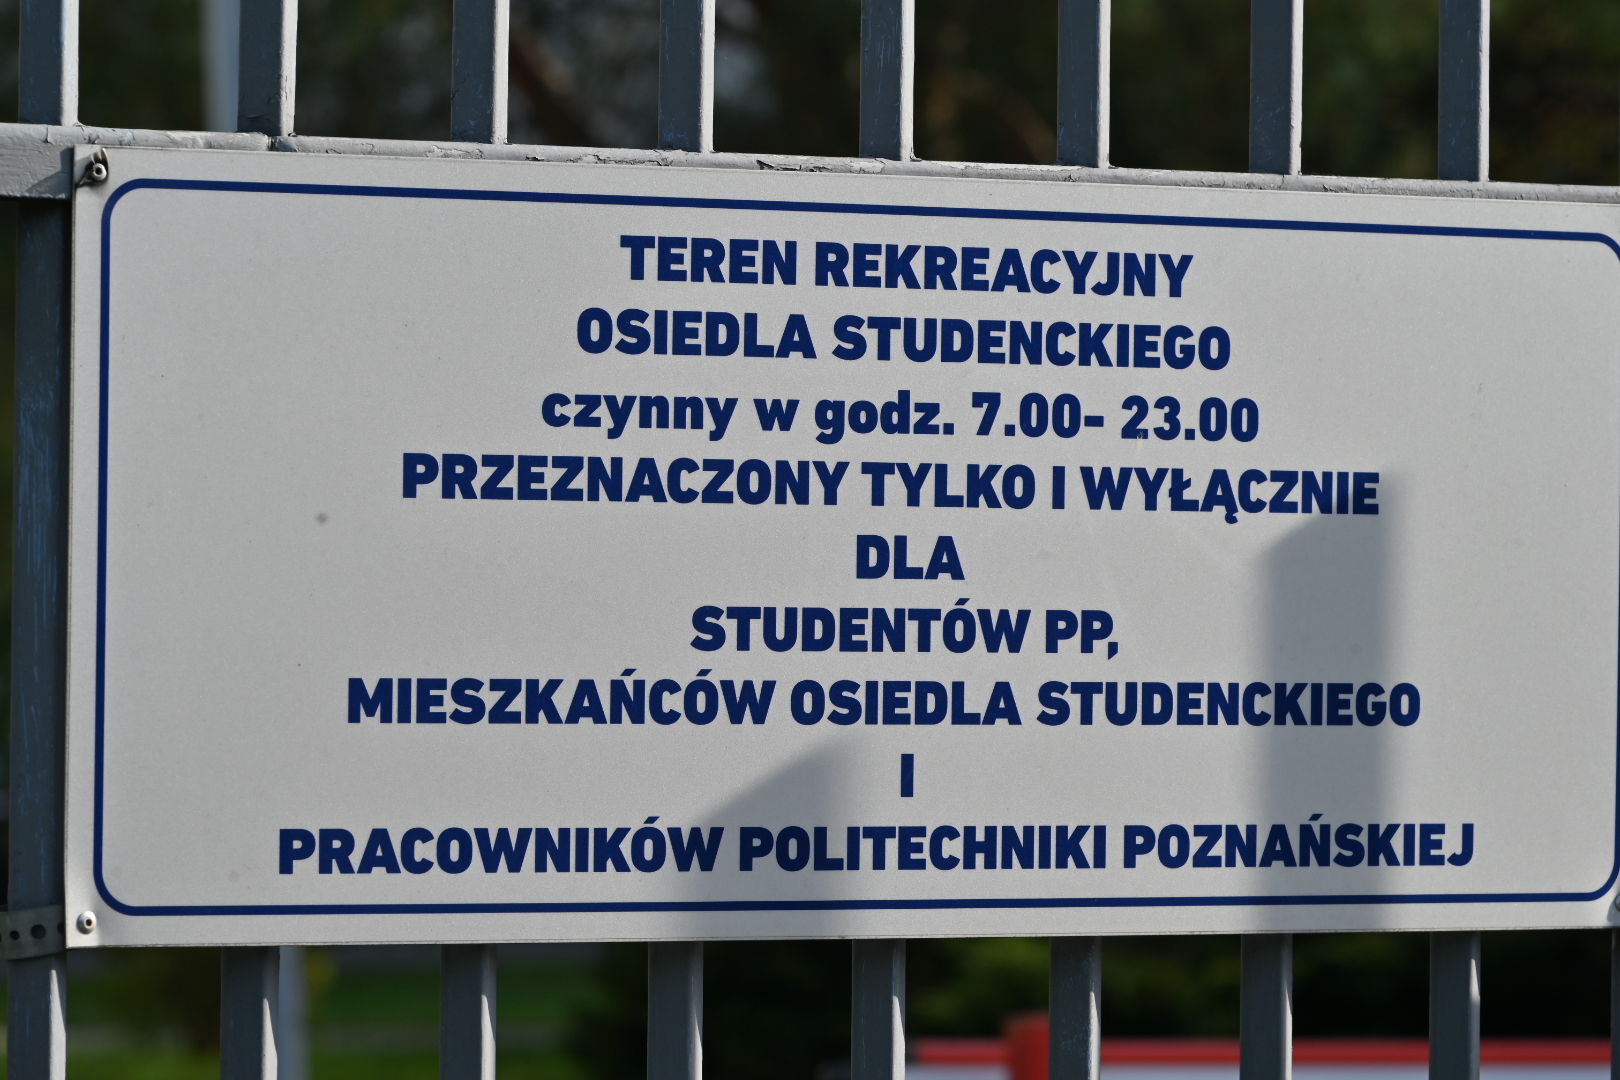 TEREN REKREACYJNY
OSIEDLA STUDENCKIEGO
czynny w godz. 7.00- 23.00
PRZEZNACZONY TYLKO I WYŁĄCZNIE
DLA
STUDENTÓW PP,
MIESZKAŃCÓW OSIEDLA STUDENCKIEGO
I
PRACOWNIKÓW POLITECHNIKI POZNAŃSKIEJ